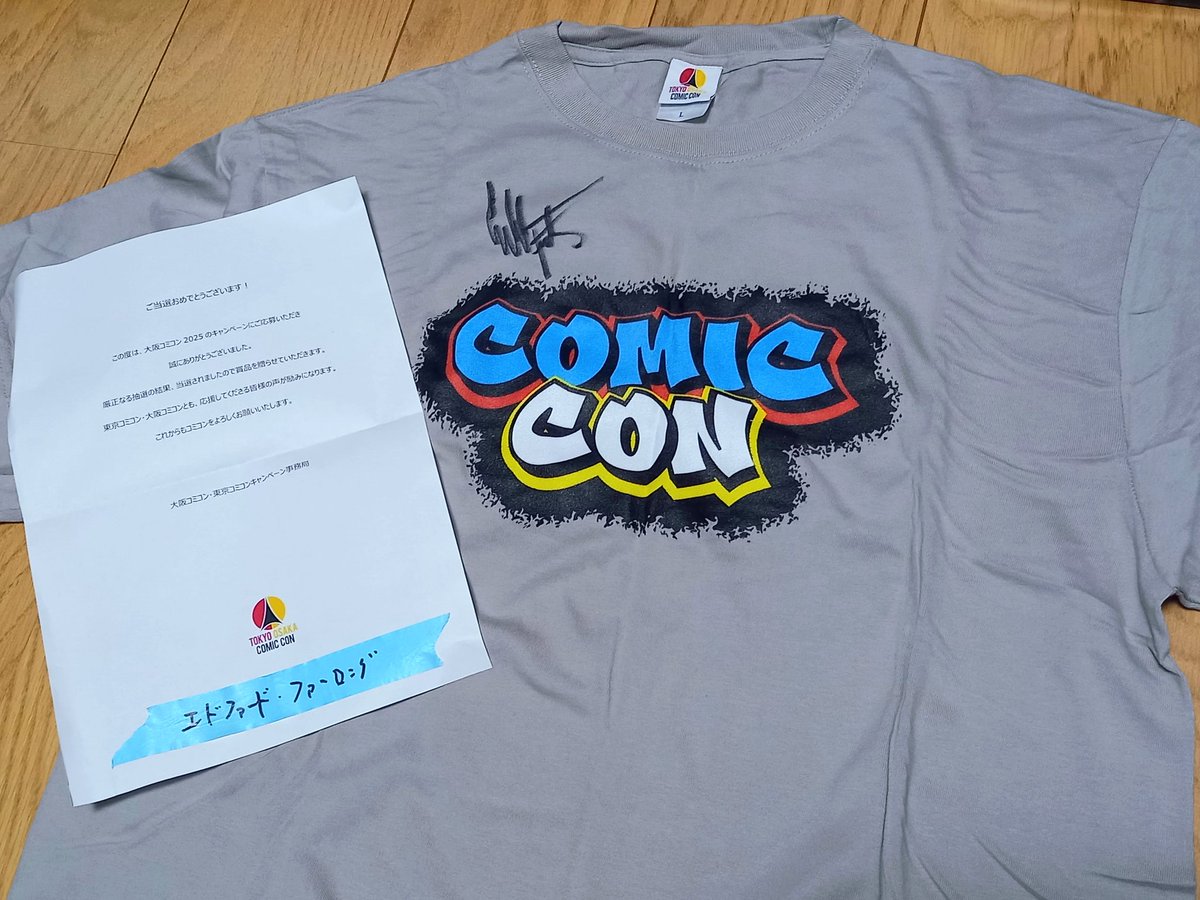 TOKYO
COMIC CON
L
COMIC
CON
ご当選おめでとうございます！
この度は、大阪コミコン 2025 のキャンペーンにご応募いただき
誠にありがとうございました。
厳正なる抽選の結果、当選されましたので賞品を贈らせていただきます。
東京コミコン・大阪コミコンとも、応援してくださる皆様の声が励みになります。
これからもコミコンをよろしくお願いいたします。
大阪コミコン・東京コミコンキャンペーン事務局
TOKYO OSAKA
COMIC CON
エドファード・ファーロング